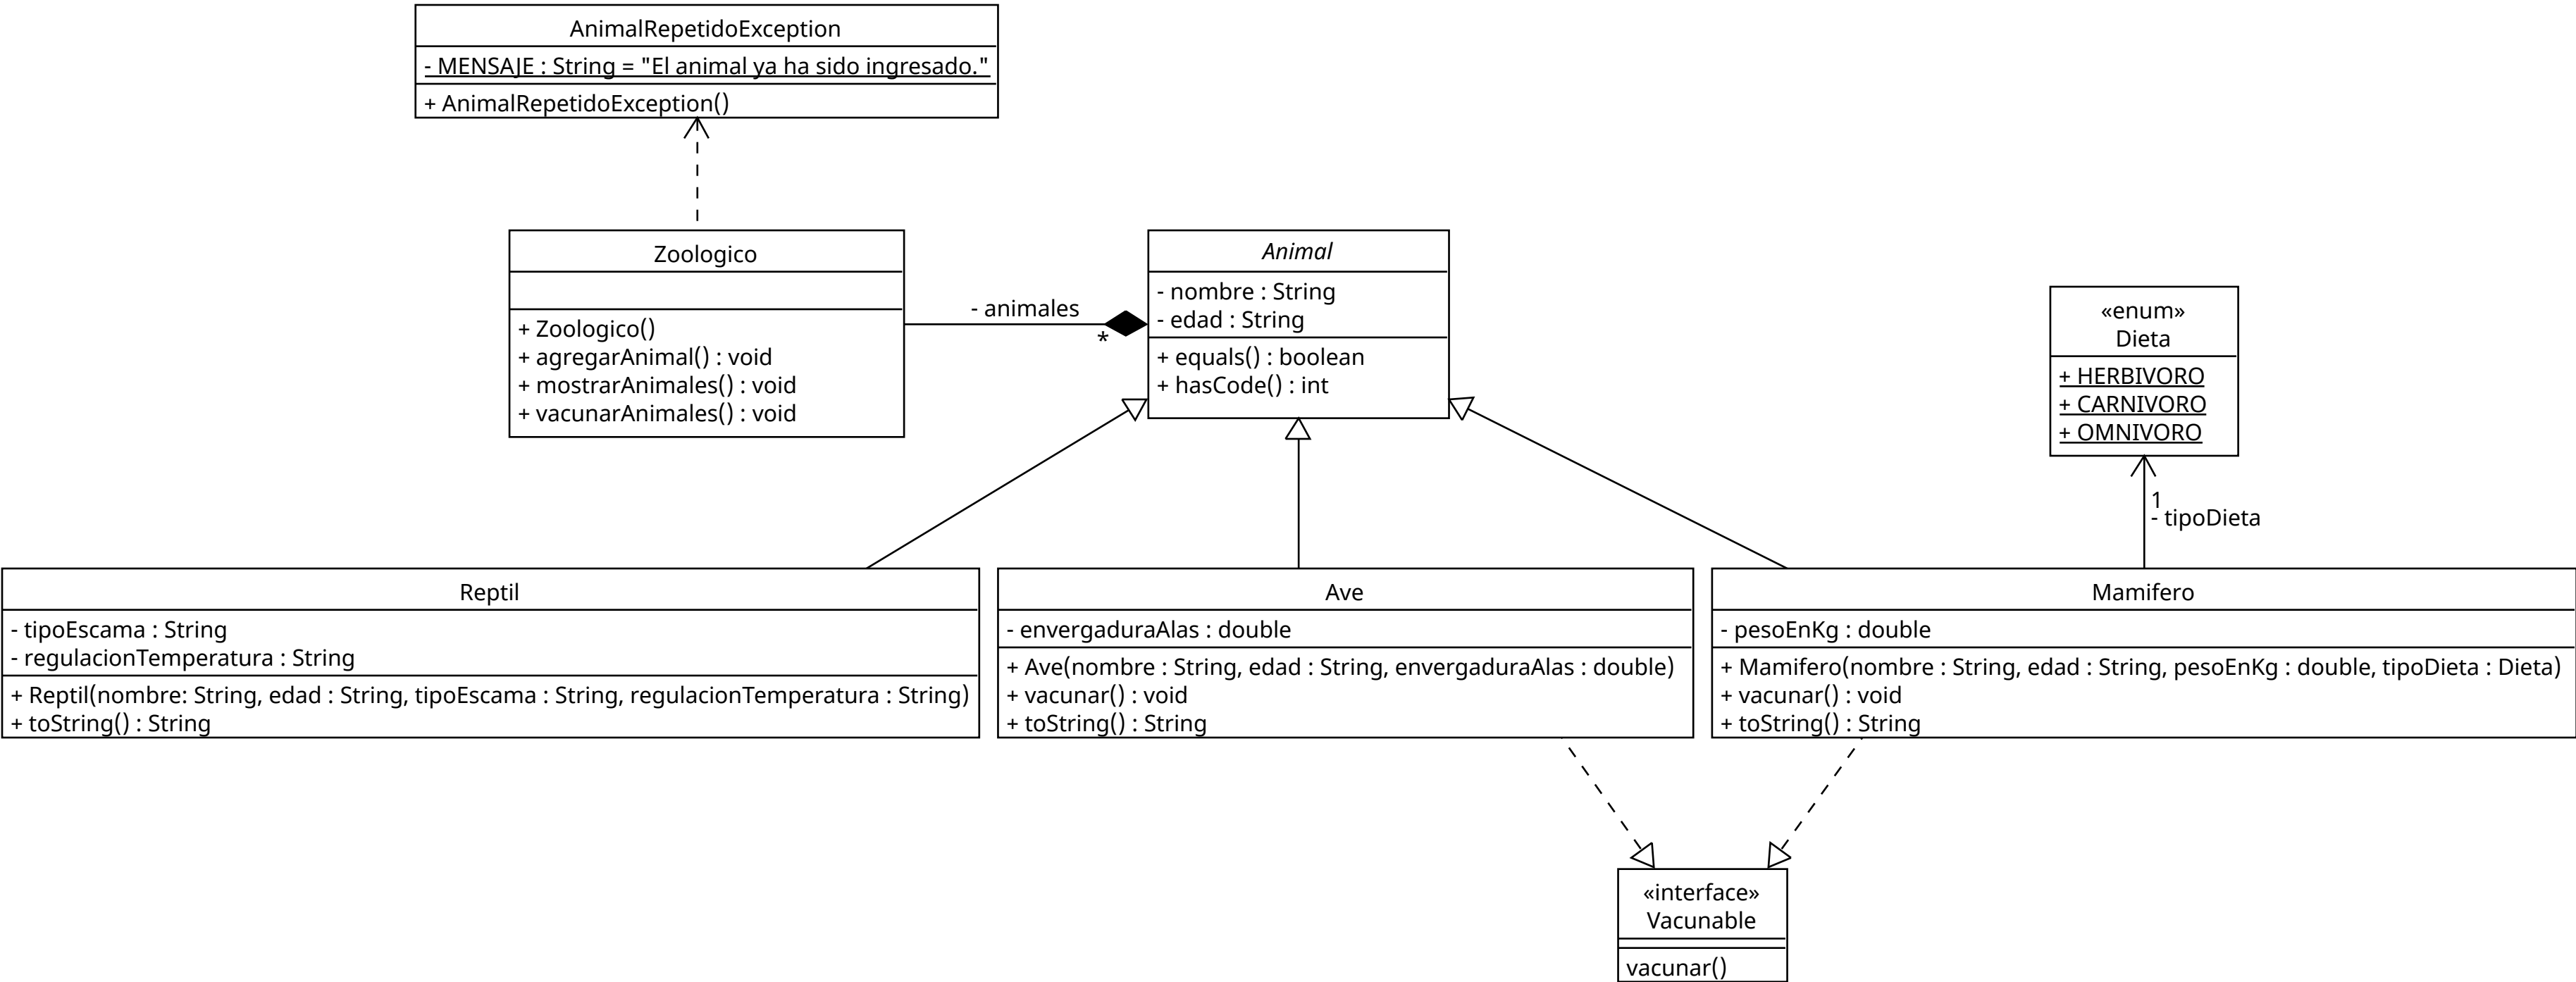 AnimalRepetidoException
- MENSAJE : String = "El animal ya ha sido ingresado."
+ AnimalRepetidoException()
Zoologico
+ Zoologico()
+ agregarAnimal() : void
+ mostrarAnimales() : void
+ vacunarAnimales() : void
- animales
*
Animal
- nombre : String
- edad : String
+ equals() : boolean
+ hasCode() : int
«enum»
Dieta
+ HERBIVORO
+ CARNIVORO
+ OMNIVORO
1
- tipoDieta
Reptil
- tipoEscama : String
- regulacionTemperatura : String
+ Reptil(nombre: String, edad : String, tipoEscama : String, regulacionTemperatura : String)
+ toString() : String
Ave
- envergaduraAlas : double
+ Ave(nombre : String, edad : String, envergaduraAlas : double)
+ vacunar() : void
+ toString() : String
Mamifero
- pesoEnKg : double
+ Mamifero(nombre : String, edad : String, pesoEnKg : double, tipoDieta : Dieta)
+ vacunar() : void
+ toString() : String
«interface»
Vacunable
vacunar()